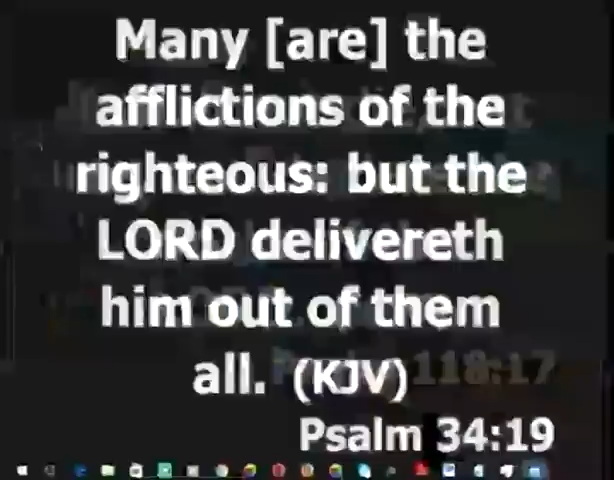 Many [are] the
afflictions of the
righteous: but the
LORD delivereth
him out of them
all. (KJV)
118:17
Psalm 34:19